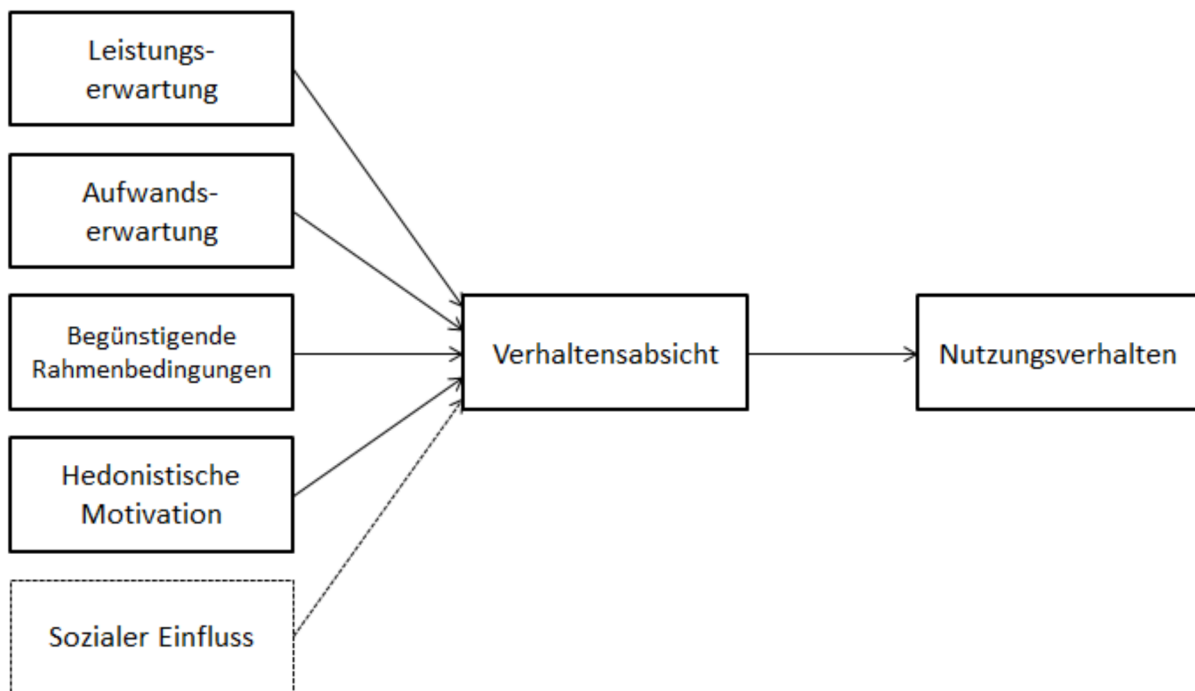 Leistungs-
erwartung
Aufwands-
erwartung
Begünstigende
Rahmenbedingungen
Hedonistische
Motivation
Sozialer Einfluss
Verhaltensabsicht
Nutzungsverhalten